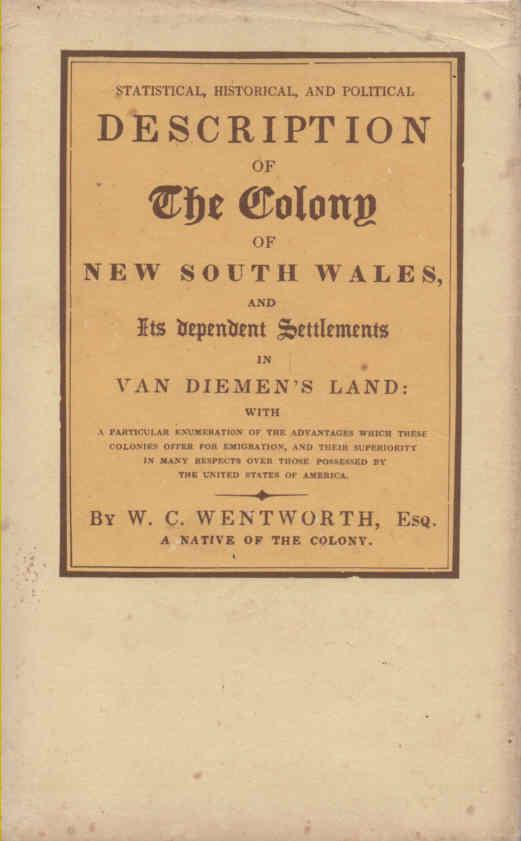 STATISTICAL, HISTORICAL, AND POLITICAL
DESCRIPTION
OF
The Colony
OF
NEW SOUTH WALES,
AND
Its dependent Settlements
IN
VAN DIEMEN'S LAND:
WITH
A PARTICULAR ENUMERATION OF THE ADVANTAGES WHICH THESE
COLONIES OFFER FOR EMIGRATION, AND THEIR SUPERIORITY
IN MANY RESPECTS OVER THOSE POSSESSED BY
THE UNITED STATES OF AMERICA.
BY W. C. WENTWORTH, ESQ.
A NATIVE OF THE COLONY.